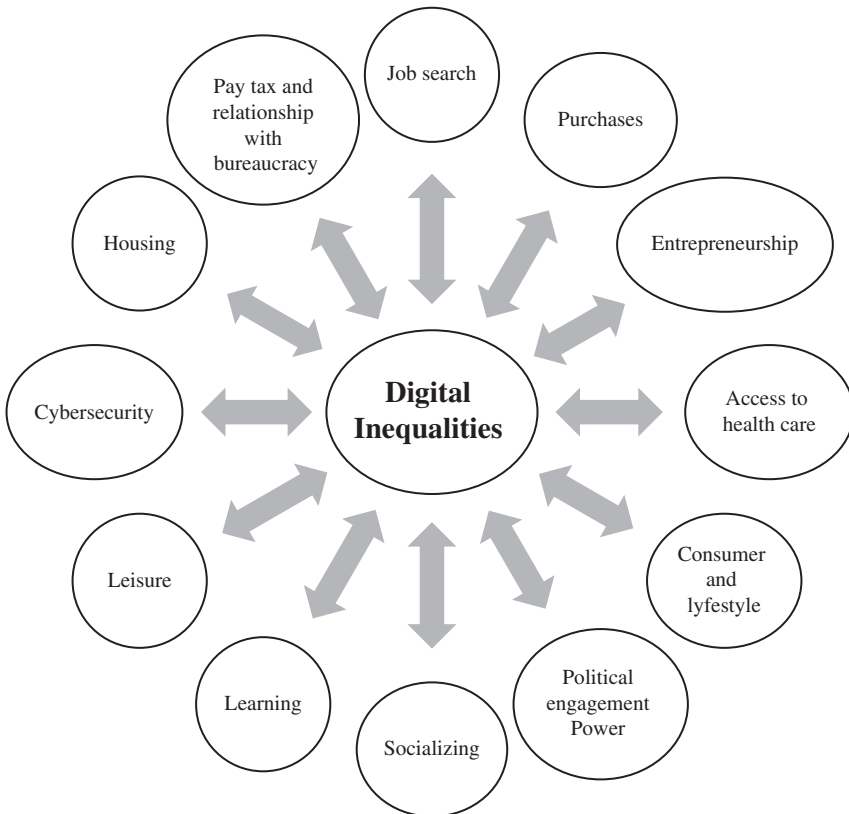 Job search
Pay tax and
relationship
with
bureaucracy
Purchases
Housing
Entrepreneurship
Cybersecurity
Digital
Inequalities
Access to
health care
Leisure
Consumer
and
lyfestyle
Learning
Socializing
Political
engagement
Power